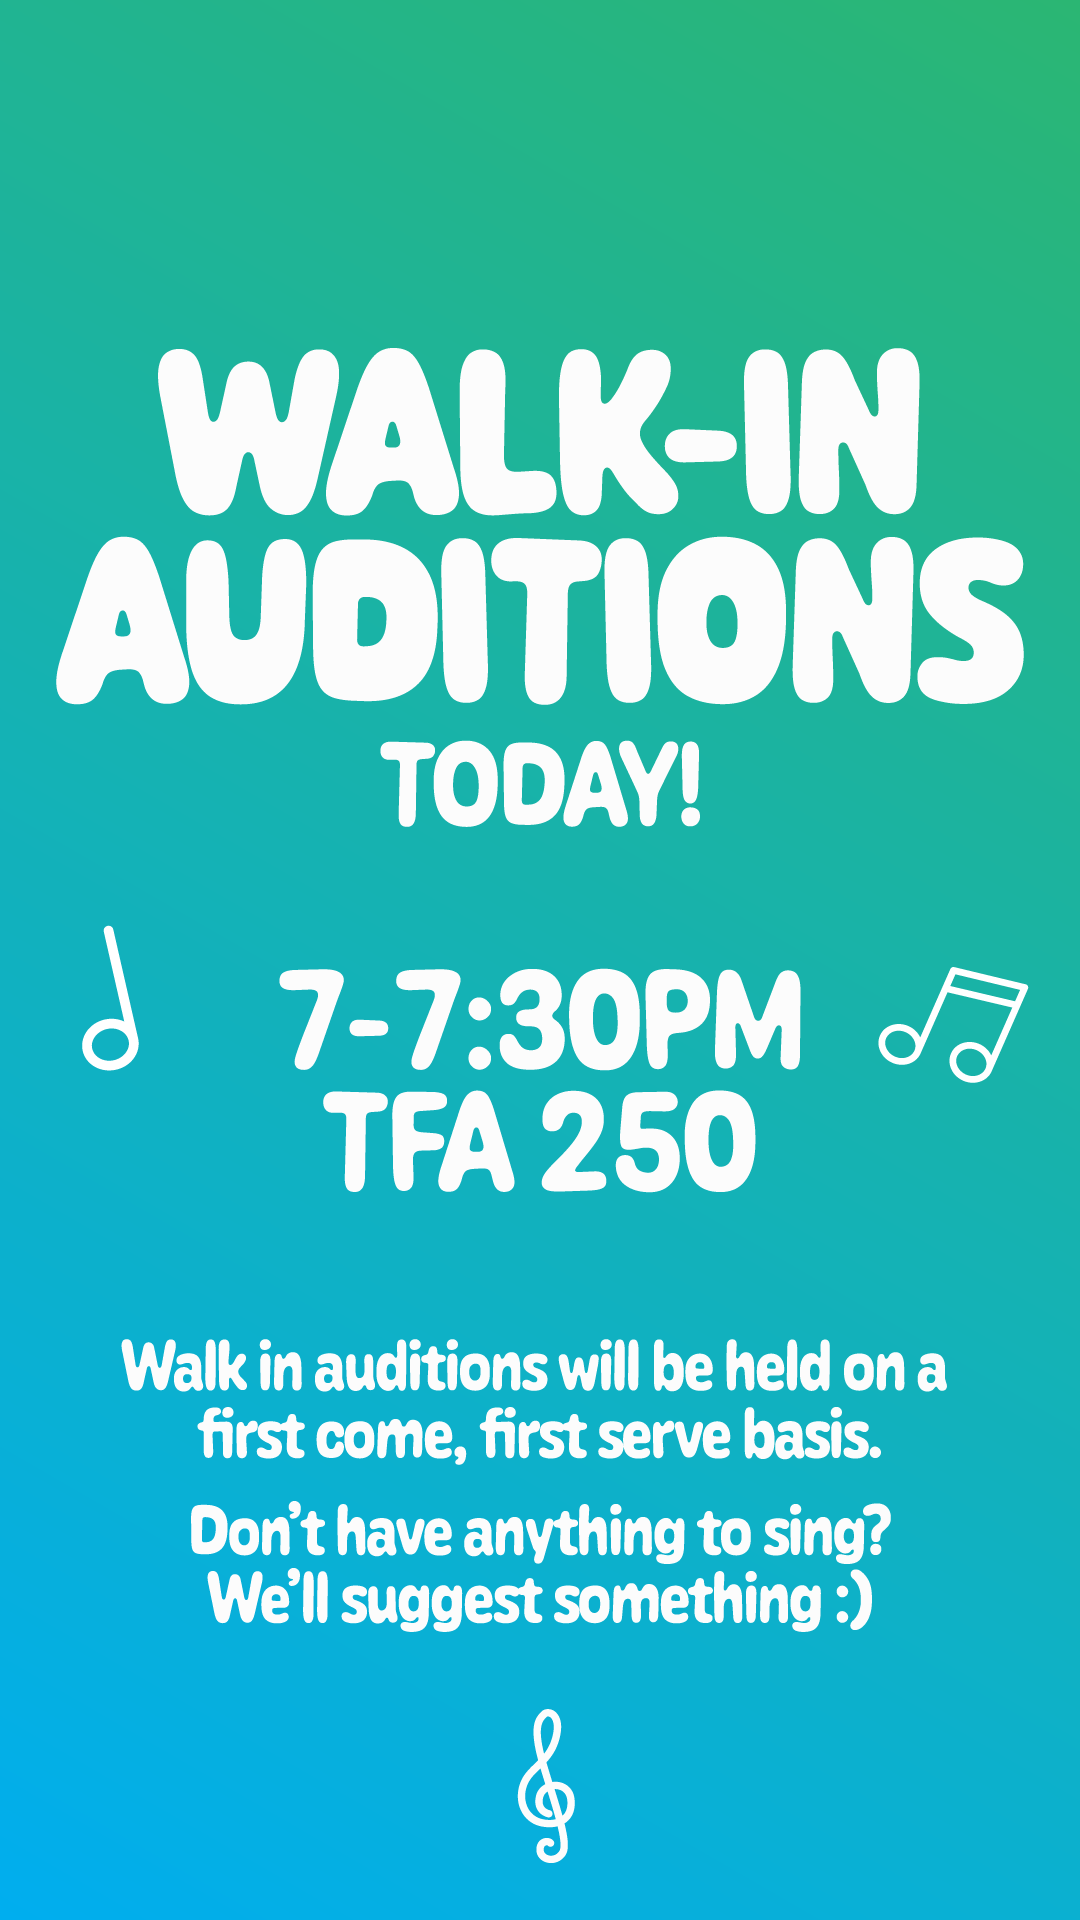 WALK-IN
AUDITIONS
TODAY!
7-7:30PM
TFA 250
Walk in auditions will be held on a
first come, first serve basis.
Don’t have anything to sing?
We’ll suggest something :)